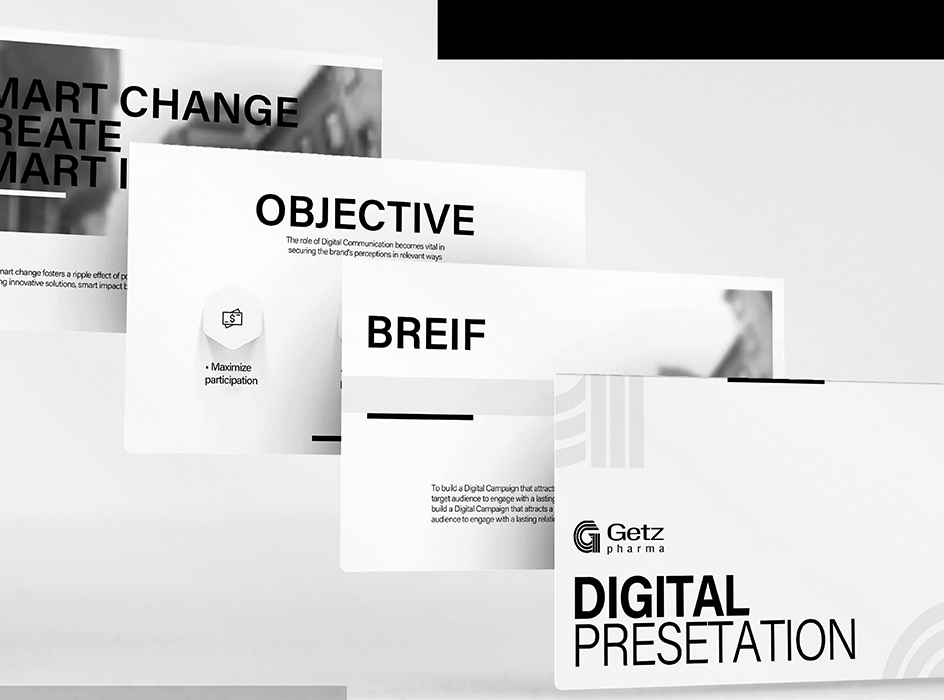 MART CHANGE
REATE
MART I
mart change fosters a ripple effect of
ng innovative solutions, smart impact
OBJECTIVE
The role of Digital Communication becomes vital in
securing the brand's perceptions in relevant ways
$
• Maximize
participation
BREIF
To build a Digital Campaign that attracts
target audience to engage with a lasting
build a Digital Campaign that attracts a
audience to engage with a lasting
Getz
pharma
DIGITAL
PRESETATION